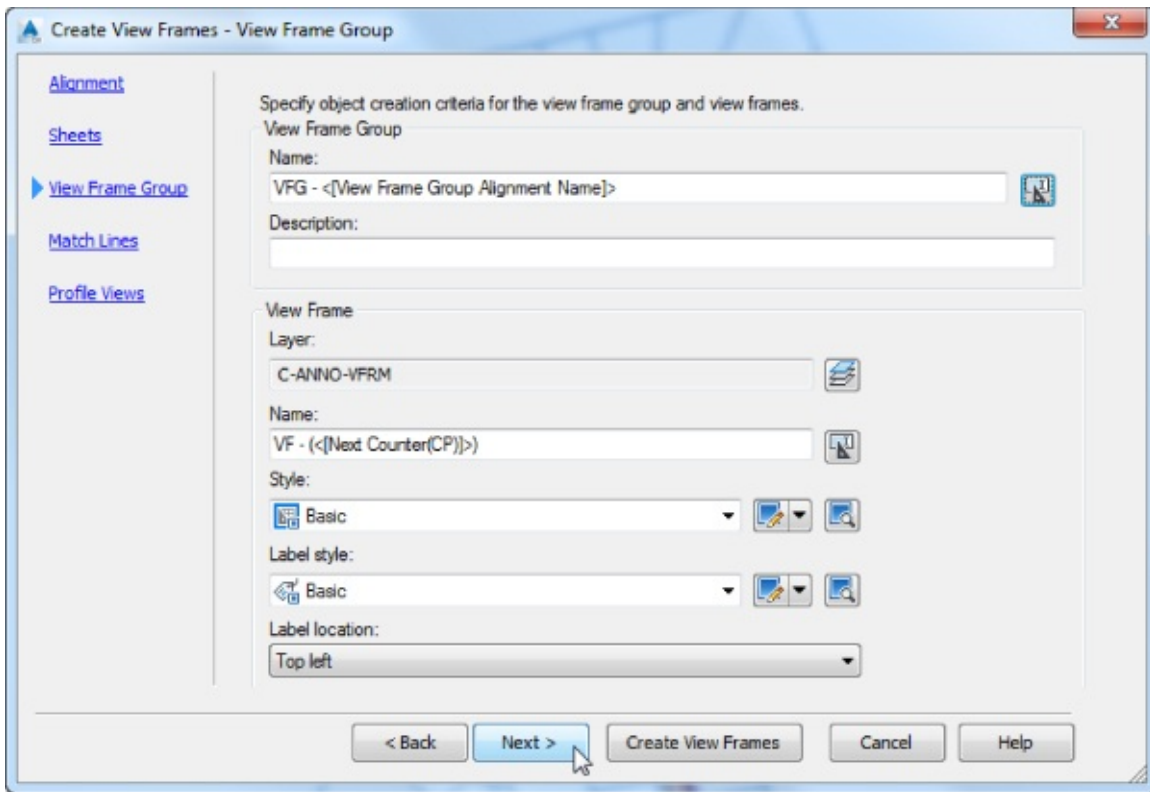 Create View Frames - View Frame Group
Alignment
Sheets
View Frame Group
Match Lines
Profile Views
Specify object creation criteria for the view frame group and view frames.
View Frame Group
Name:
VFG - <[View Frame Group Alignment Name]>
Description:
View Frame
Layer:
C-ANNO-VFRM
Name:
VF - (<[Next Counter(CP)]>)
Style:
Basic
Label style:
Basic
Label location:
Top left
< Back Next > Create View Frames Cancel Help